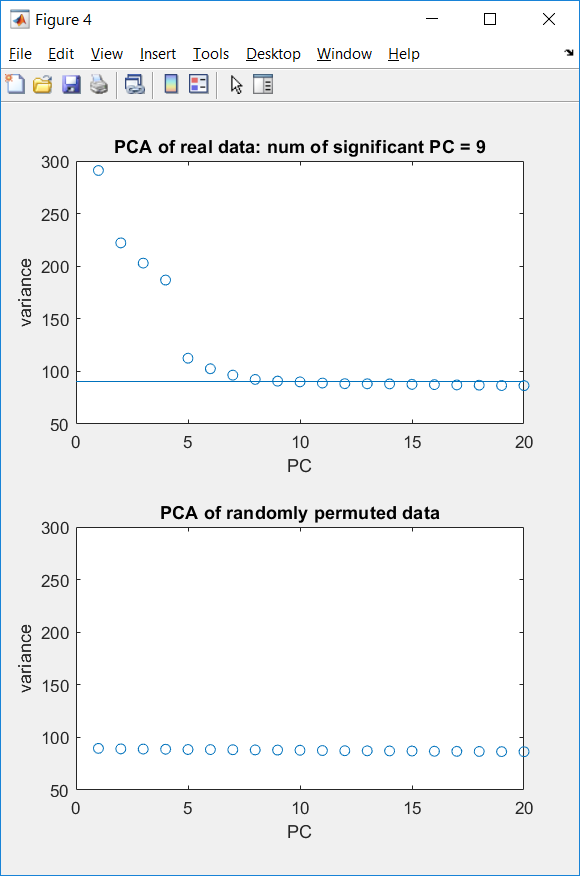 Figure 4
File Edit View Insert Tools Desktop Window Help
PCA of real data: num of significant PC = 9
300
250
200
150
100
50
variance
0 5 10 15 20
PC
PCA of randomly permuted data
300
250
200
150
100
50
variance
0 5 10 15 20
PC